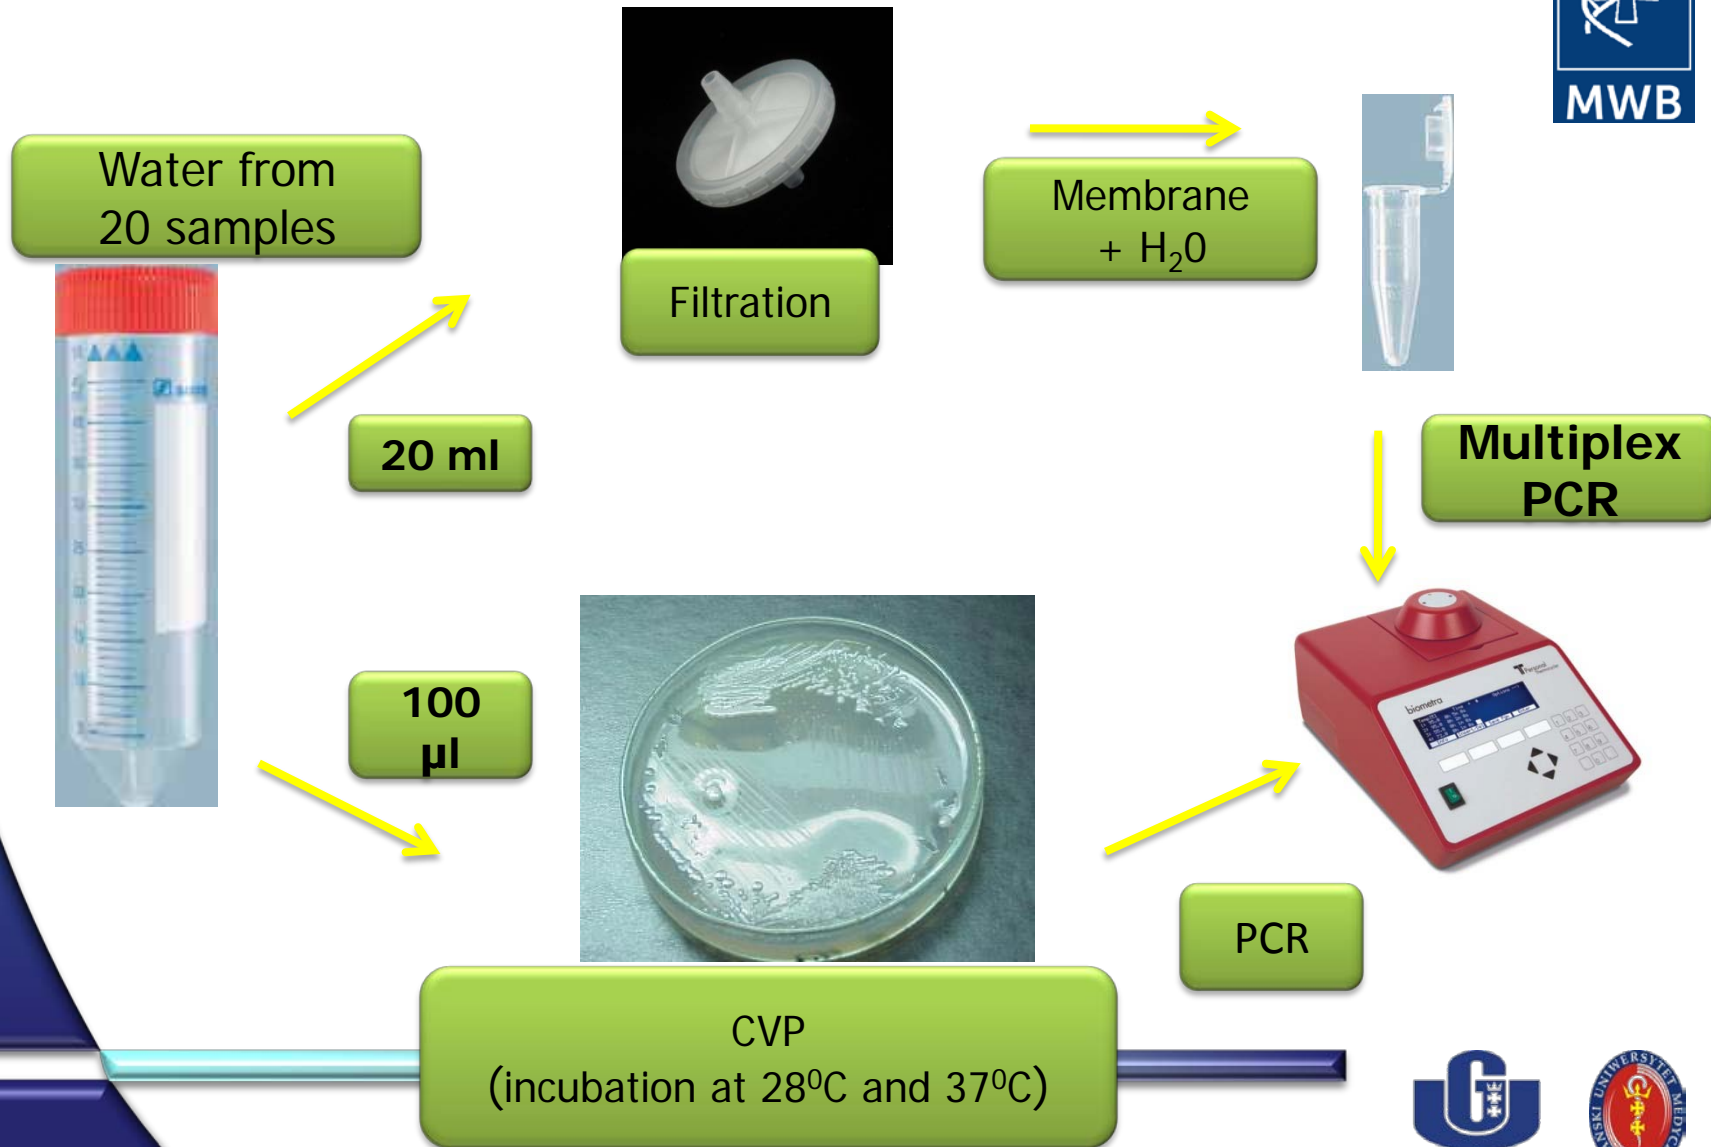 MWB
Water from
20 samples
Filtration
Membrane
+ H₂0
20 ml
Multiplex
PCR
100
µl
biometra
PCR
CVP
(incubation at 28⁰C and 37⁰C)